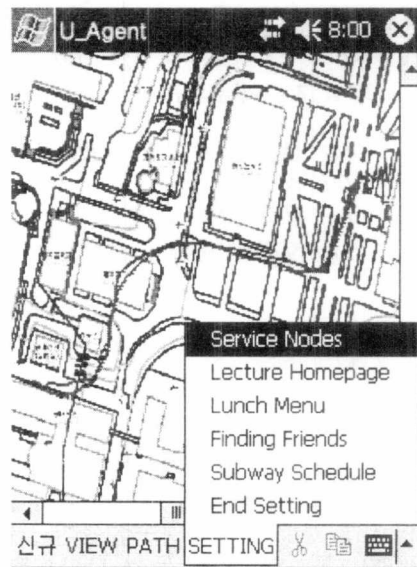 U_Agent 8:00
Service Nodes
Lecture Homepage
Lunch Menu
Finding Friends
Subway Schedule
End Setting
신규 VIEW PATH SETTING